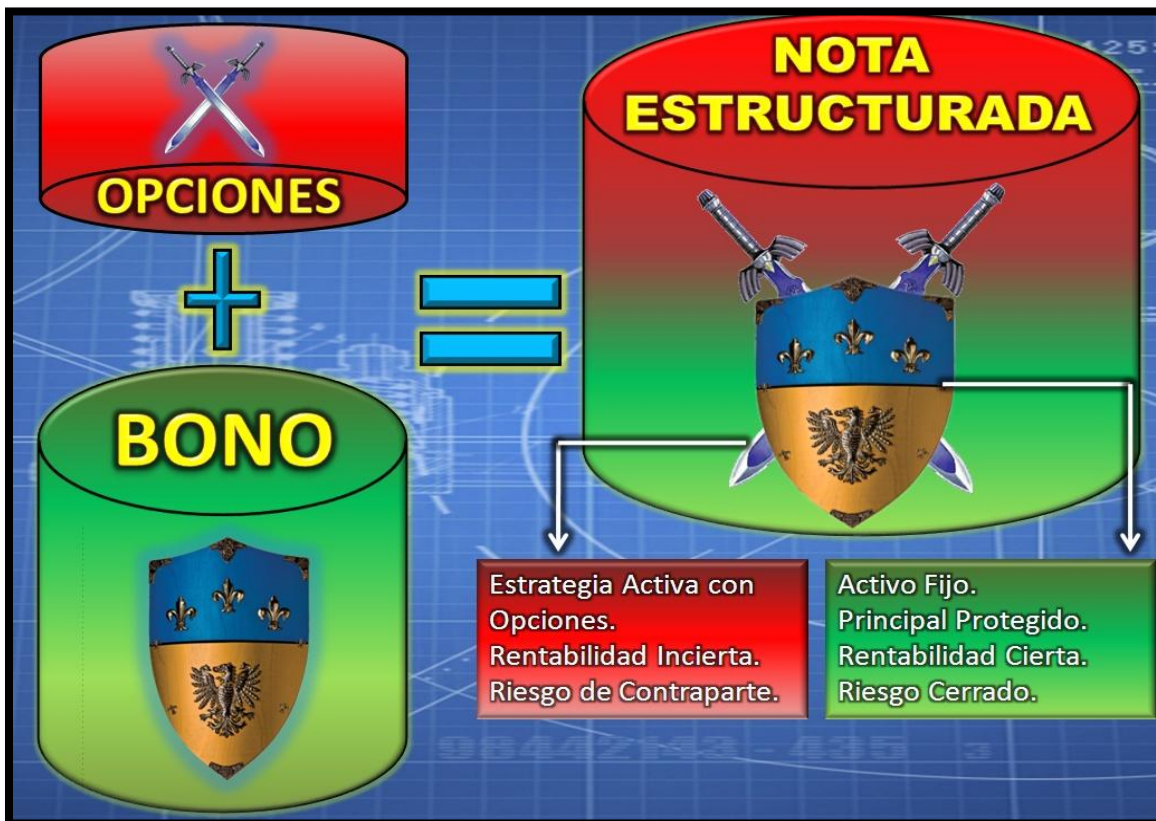 OPCIONES
+
BONO
=
NOTA
ESTRUCTURADA
Estrategia Activa con
Opciones.
Rentabilidad Incierta.
Riesgo de Contraparte.
Activo Fijo.
Principal Protegido.
Rentabilidad Cierta.
Riesgo Cerrado.